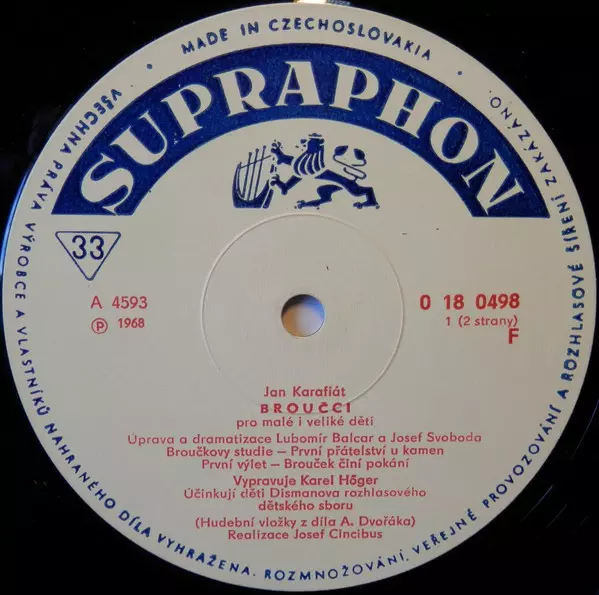 MADE IN CZECHOSLOVAKIA
SUPRAPHON
33
A 4593
℗ 1968
0 18 0498
1 (2 strany)
F
Jan Karafiát
BROUČCI
pro malé i veliké děti
Úprava a dramatizace Lubomír Balcar a Josef Svoboda
Broučkovy studie – První přátelství u kamen
První výlet – Brouček činí pokání
Vypravuje Karel Höger
Účinkují děti Dismanova rozhlasového
dětského sboru
(Hudební vložky z díla A. Dvořáka)
Realizace Josef Cincibus
VŠECHNA PRÁVA VÝROBCE A VLASTNÍKŮ NAHRANÉHO DÍLA VYHRAŽENA. ROZMNOŽOVÁNÍ, VEŘEJNÉ PROVOZOVÁNÍ A ROZHLASOVÉ ŠÍŘENÍ ZAKÁZÁNO.